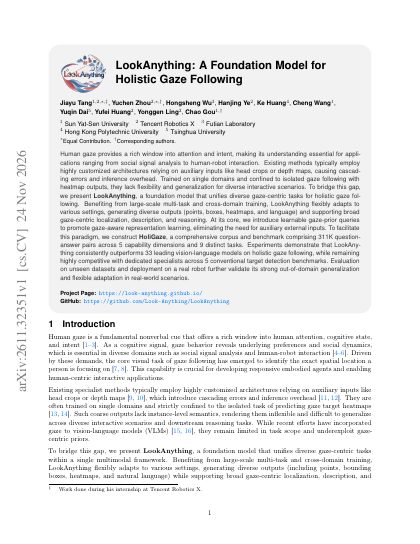 LookAnything
LookAnything: A Foundation Model for
Holistic Gaze Following
Jiayu Tang1,2,*,‡, Yuchen Zhou1,*,‡, Hongsheng Wu2, Hanjing Ye2, Ke Huang4, Cheng Wang1,
Yuqin Dai5, Yufei Huang2, Yonggen Ling2, Chao Gou1,†
1 Sun Yat-Sen University 2 Tencent Robotics X 3 Futian Laboratory
4 Hong Kong Polytechnic University 5 Tsinghua University
*Equal Contribution. †Corresponding authors.
Human gaze provides a rich window into attention and intent, making its understanding essential for appli-
cations ranging from social signal analysis to human-robot interaction. Existing methods typically employ
highly customized architectures relying on auxiliary inputs like head crops or depth maps, causing cascad-
ing errors and inference overhead. Trained on single domains and confined to isolated gaze following with
heatmap outputs, they lack flexibility and generalization for diverse interactive scenarios. To bridge this gap,
we present LookAnything, a foundation model that unifies diverse gaze-centric tasks for holistic gaze fol-
lowing. Benefiting from large-scale multi-task and cross-domain training, LookAnything flexibly adapts to
various settings, generating diverse outputs (points, boxes, heatmaps, and language) and supporting broad
gaze-centric localization, description, and reasoning. At its core, we introduce learnable gaze queries
to promote gaze-aware representation learning, eliminating the need for auxiliary external inputs. To facilitate
this paradigm, we construct HoliGaze, a comprehensive corpus and benchmark comprising 311K question-
answer pairs across 5 capability dimensions and 9 distinct tasks. Experiments demonstrate that LookAny-
thing consistently outperforms 33 leading vision-language models on holistic gaze following, while remaining
highly competitive with dedicated specialists across 5 conventional target detection benchmarks. Evaluation
on unseen datasets and deployment on a real robot further validate its strong out-of-domain generalization
and flexible adaptation in real-world scenarios.
Project Page: https://look-anything.github.io/
GitHub: https://github.com/Look-Anything/LookAnything
1 Introduction
Human gaze is a fundamental nonverbal cue that offers a rich window into human attention, cognitive state,
and intent [1–3]. As a cognitive signal, gaze behavior reveals underlying preferences and social dynamics,
which is essential in diverse domains such as social signal analysis and human-robot interaction [4–6]. Driven
by these demands, the core visual task of gaze following has emerged to identify the exact spatial location a
person is focusing on [7, 8]. This capability is crucial for developing responsive embodied agents and enabling
human-centric interactive applications.
Existing specialist methods typically employ highly customized architectures relying on auxiliary inputs like
head crops or depth maps [9, 10], which introduce cascading errors and inference overhead [11, 12]. They are
often trained on single domains and strictly confined to the isolated task of predicting gaze target heatmaps
[13, 14]. Such coarse outputs lack instance-level semantics, rendering them inflexible and difficult to generalize
across diverse interactive scenarios and downstream reasoning tasks. While recent efforts have incorporated
gaze to vision-language models (VLMs) [15, 16], they remain limited in task scope and underexploit gaze-
centric priors.
To bridge this gap, we present LookAnything, a foundation model that unifies diverse gaze-centric tasks
within a single multimodal framework. Benefiting from large-scale multi-task and cross-domain training,
LookAnything flexibly adapts to various settings, generating diverse outputs (including points, bounding
boxes, heatmaps, and natural language) while supporting broad gaze-centric localization, description, and
‡ Work done during his internship at Tencent Robotics X.
1
arXiv:2611.32351v1 [cs.CV] 24 Nov 2026